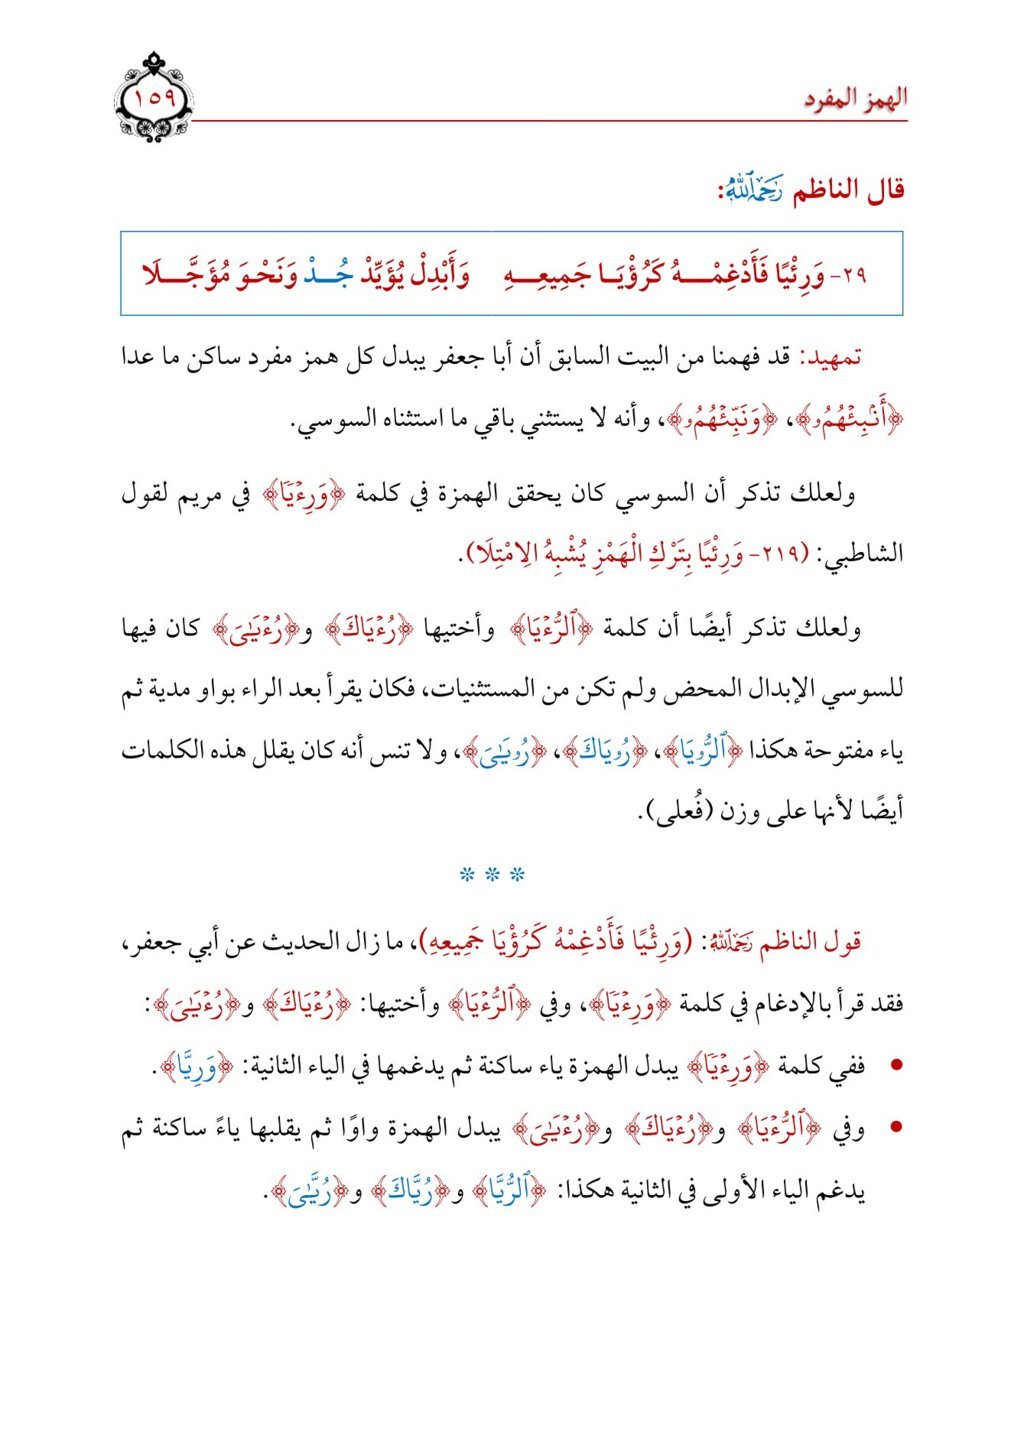 الهمز المفرد
١٥٩
قال الناظم رَحِمَهُ ٱللَّهُ:
٢٩- وَرِئْيًا فَأَدْغِمْـــهُ كَرُؤْيَـا جَمِيعِـــهِ وَأَبْدِلْ يُؤَيِّدْ جُـــدْ وَنَحْوَ مُؤَجَّـــلَا
تمهيد: قد فهمنا من البيت السابق أن أبا جعفر يبدل كل همز مفرد ساكن ما عدا
﴿أَنۢبِئۡهُمُۥ﴾، ﴿وَنَبِّئۡهُمُۥ﴾، وأنه لا يستثني باقي ما استثناه السوسي.
ولعلك تذكر أن السوسي كان يحقق الهمزة في كلمة ﴿وَرِءۡيٗا﴾ في مريم لقول
الشاطبي: (٢١٩- وَرِئْيًا بِتَرْكِ الْهَمْزِ يُشْبِهُ الِامْتِلَا).
ولعلك تذكر أيضًا أن كلمة ﴿ٱلرُّءۡيَا﴾ وأختيها ﴿رُءۡيَاكَ﴾ و﴿رُءۡيَٰيَ﴾ كان فيها
للسوسي الإبدال المحض ولم تكن من المستثنيات، فكان يقرأ بعد الراء بواو مدية ثم
ياء مفتوحة هكذا ﴿ٱلرُّويَا﴾، ﴿رُويَاكَ﴾، ﴿رُويَٰيَ﴾، ولا تنس أنه كان يقلل هذه الكلمات
أيضًا لأنها على وزن (فُعلى).
* * *
قول الناظم رَحِمَهُ ٱللَّهُ: (وَرِئْيًا فَأَدْغِمْهُ كَرُؤْيَا جَمِيعِهِ)، ما زال الحديث عن أبي جعفر،
فقد قرأ بالإدغام في كلمة ﴿وَرِءۡيٗا﴾، وفي ﴿ٱلرُّءۡيَا﴾ وأختيها: ﴿رُءۡيَاكَ﴾ و﴿رُءۡيَٰيَ﴾:
• ففي كلمة ﴿وَرِءۡيٗا﴾ يبدل الهمزة ياء ساكنة ثم يدغمها في الياء الثانية: ﴿وَرِيَّٗا﴾.
• وفي ﴿ٱلرُّءۡيَا﴾ و﴿رُءۡيَاكَ﴾ و﴿رُءۡيَٰيَ﴾ يبدل الهمزة واوًا ثم يقلبها ياءً ساكنة ثم
يدغم الياء الأولى في الثانية هكذا: ﴿ٱلرُّيَّا﴾ و﴿رُيَّاكَ﴾ و﴿رُيَّٰيَ﴾.